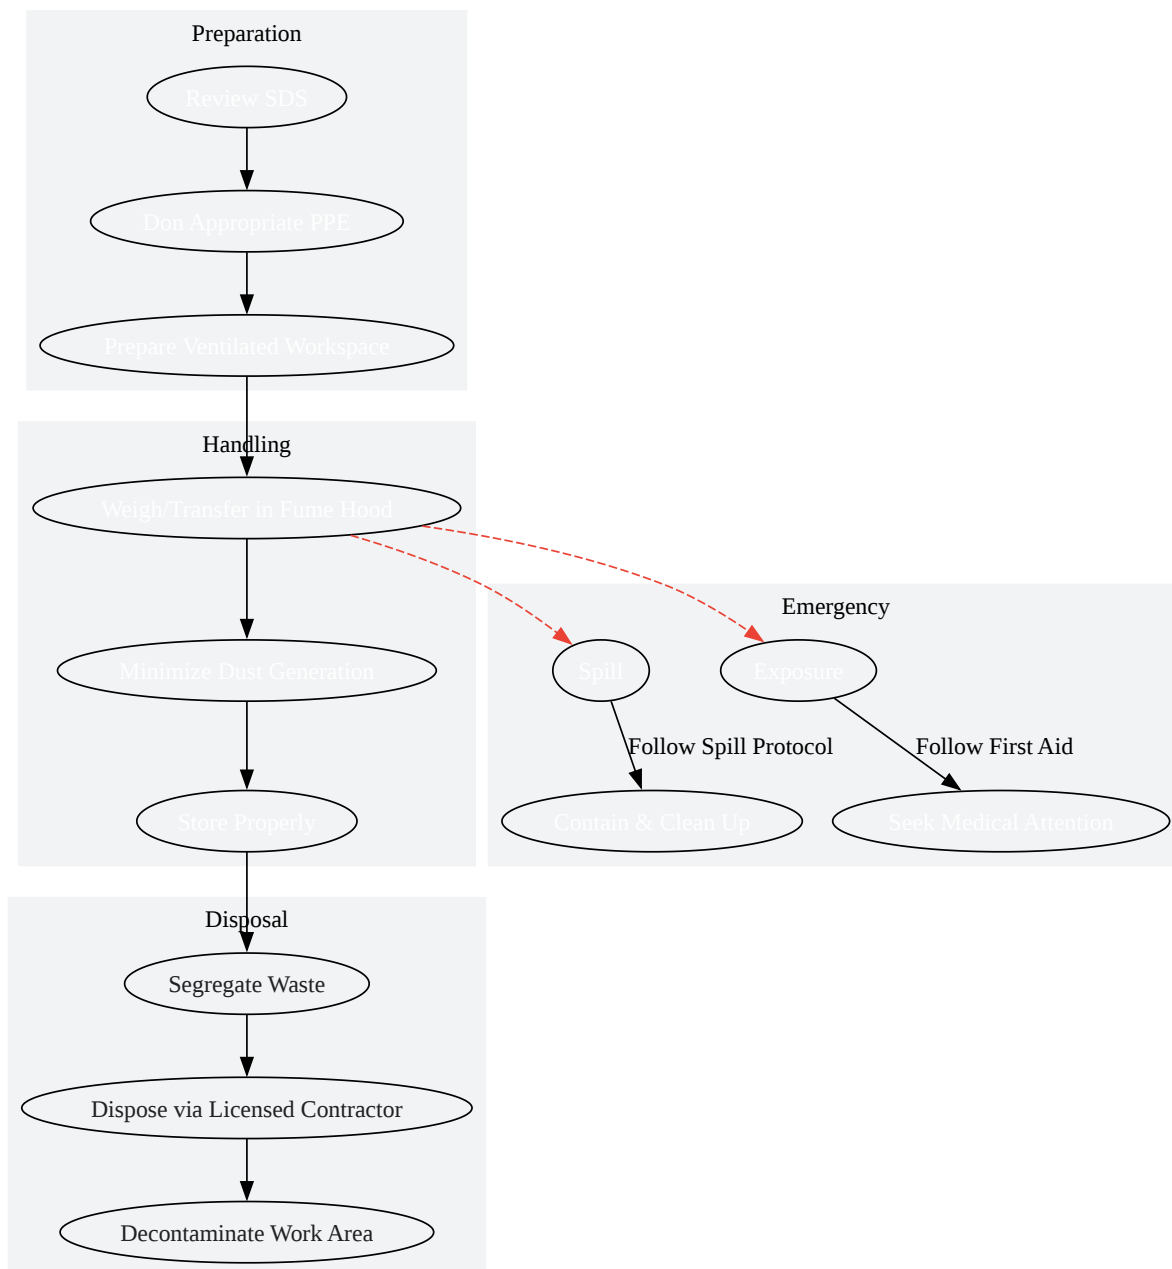 Preparation
Review SDS
Don Appropriate PPE
Prepare Ventilated Workspace
Handling
Weigh/Transfer in Fume Hood
Minimize Dust Generation
Store Properly
Emergency
Spill
Exposure
Follow Spill Protocol
Follow First Aid
Contain & Clean Up
Seek Medical Attention
Disposal
Segregate Waste
Dispose via Licensed Contractor
Decontaminate Work Area